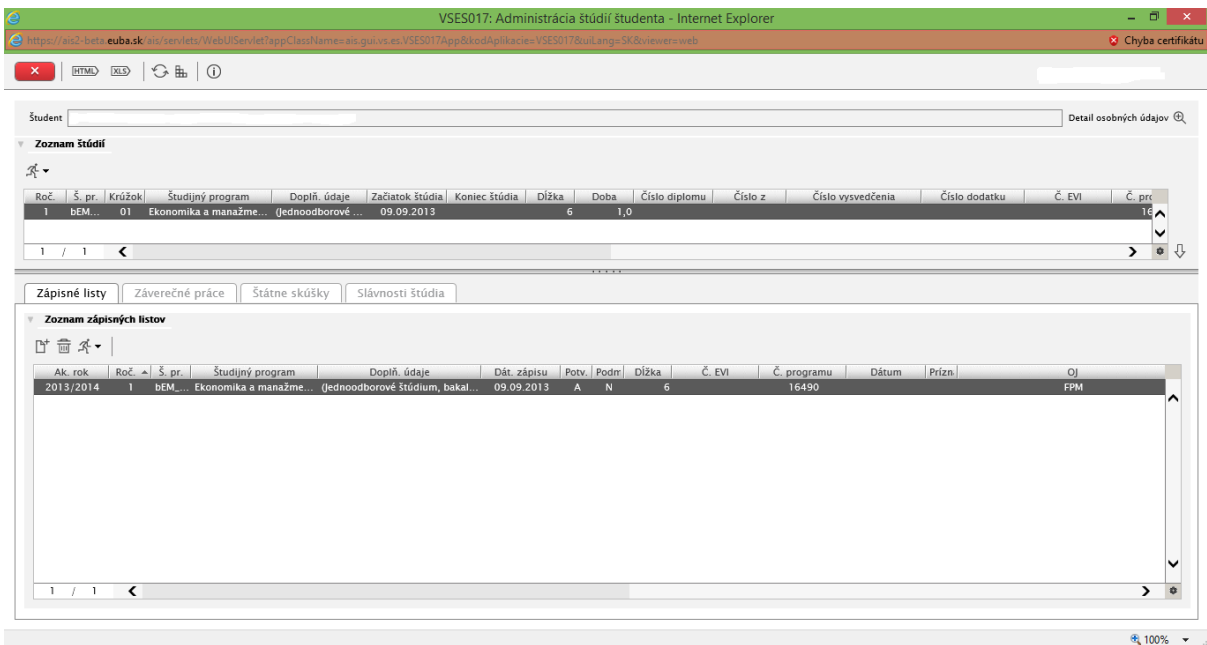 VSES017: Administrácia štúdií študenta - Internet Explorer
https://ais2-beta.euba.sk/ais/servlets/WebUIServlet?appClassName=ais.gui.vs.es.VSES017App&kodAplikacie=VSES017&uiLang=SK&viewer=web Chyba certifikátu
HTML XLS
Študent Detail osobných údajov
Zoznam štúdií
Roč. Š. pr. Krúžok Študijný program Doplň. údaje Začiatok štúdia Koniec štúdia Dĺžka Doba Číslo diplomu Číslo z Číslo vysvedčenia Číslo dodatku Č. EVI Č. pro
1 bEM... 01 Ekonomika a manažme... (Jednoodborové ... 09.09.2013 6 1,0 16
1 / 1
Zápisné listy Záverečné práce Štátne skúšky Slávnosti štúdia
Zoznam zápisných listov
Ak. rok Roč. Š. pr. Študijný program Doplň. údaje Dát. zápisu Potv. Podm Dĺžka Č. EVI Č. programu Dátum Prízn. OJ
2013/2014 1 bEM_... Ekonomika a manažme... (Jednoodborové štúdium, bakal... 09.09.2013 A N 6 16490 FPM
1 / 1
100%